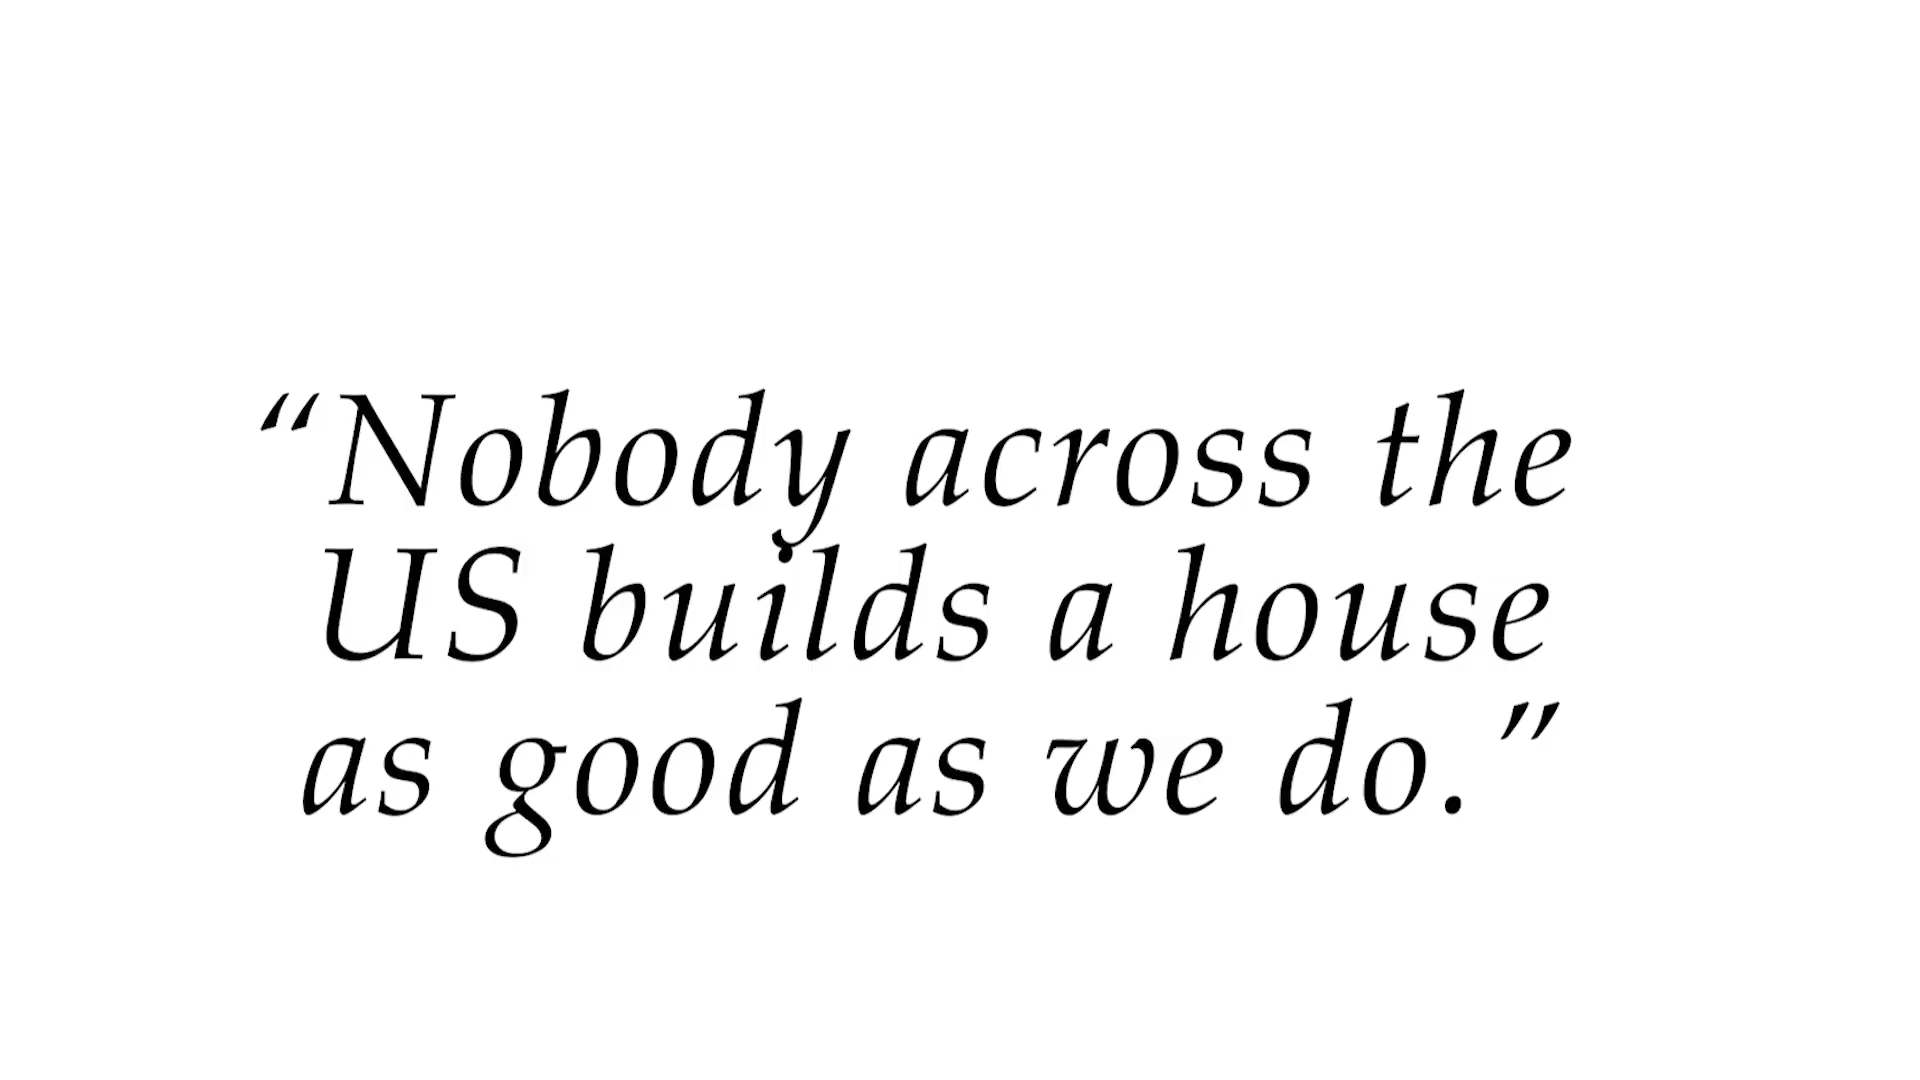 “Nobody across the
US builds a house
as good as we do.”